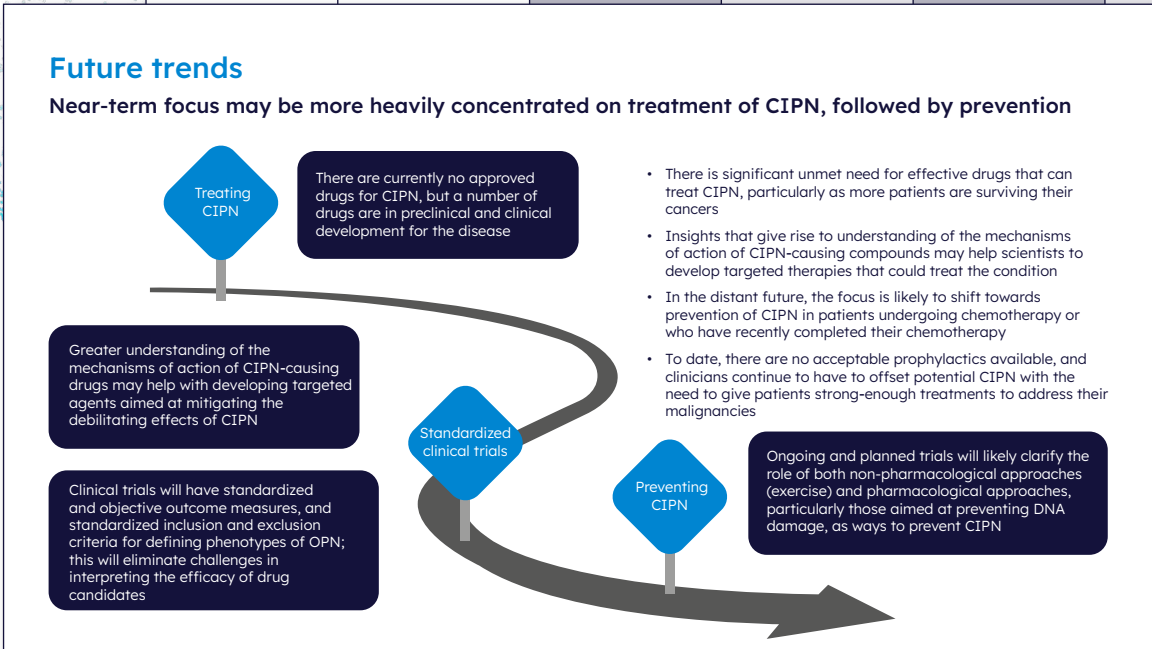 Future trends
Near-term focus may be more heavily concentrated on treatment of CIPN, followed by prevention
Treating
CIPN
There are currently no approved
drugs for CIPN, but a number of
drugs are in preclinical and clinical
development for the disease
• There is significant unmet need for effective drugs that can
treat CIPN, particularly as more patients are surviving their
cancers
• Insights that give rise to understanding of the mechanisms
of action of CIPN-causing compounds may help scientists to
develop targeted therapies that could treat the condition
• In the distant future, the focus is likely to shift towards
prevention of CIPN in patients undergoing chemotherapy or
who have recently completed their chemotherapy
• To date, there are no acceptable prophylactics available, and
clinicians continue to have to offset potential CIPN with the
need to give patients strong-enough treatments to address their
malignancies
Greater understanding of the
mechanisms of action of CIPN-causing
drugs may help with developing targeted
agents aimed at mitigating the
debilitating effects of CIPN
Standardized
clinical trials
Clinical trials will have standardized
and objective outcome measures, and
standardized inclusion and exclusion
criteria for defining phenotypes of OPN;
this will eliminate challenges in
interpreting the efficacy of drug
candidates
Preventing
CIPN
Ongoing and planned trials will likely clarify the
role of both non-pharmacological approaches
(exercise) and pharmacological approaches,
particularly those aimed at preventing DNA
damage, as ways to prevent CIPN